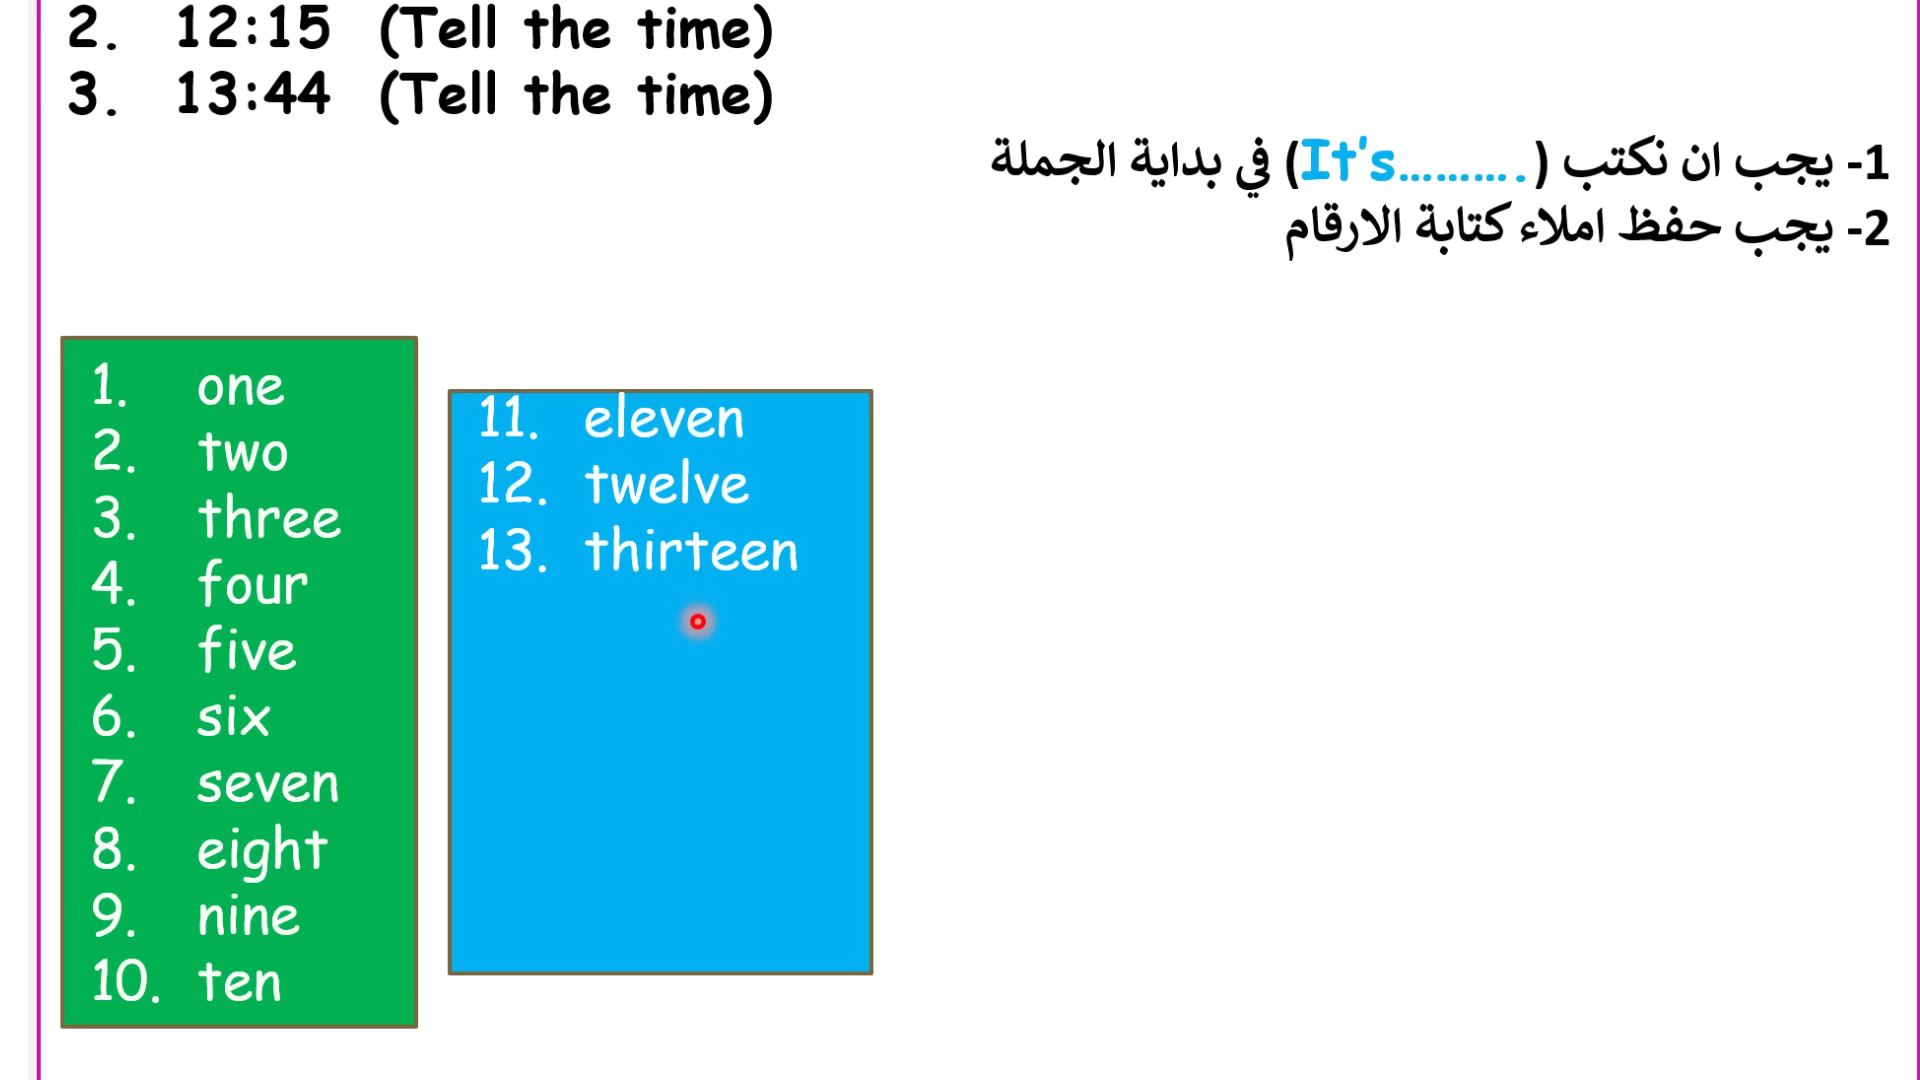 2. 12:15 (Tell the time)
3. 13:44 (Tell the time)
1- يجب ان نكتب (It's..........) في بداية الجملة
2- يجب حفظ املاء كتابة الارقام
1. one
2. two
3. three
4. four
5. five
6. six
7. seven
8. eight
9. nine
10. ten
11. eleven
12. twelve
13. thirteen